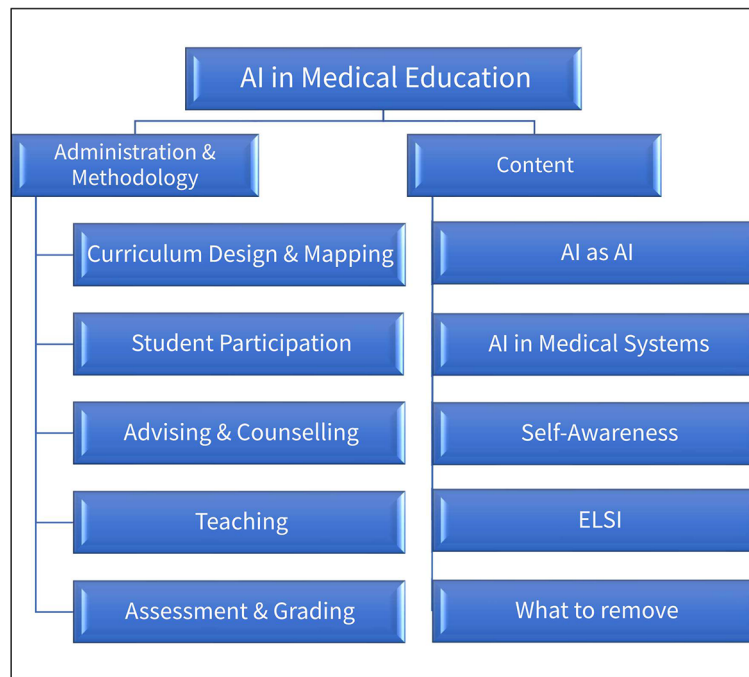 AI in Medical Education
Administration &
Methodology
Curriculum Design & Mapping
Student Participation
Advising & Counselling
Teaching
Assessment & Grading
Content
AI as AI
AI in Medical Systems
Self-Awareness
ELSI
What to remove